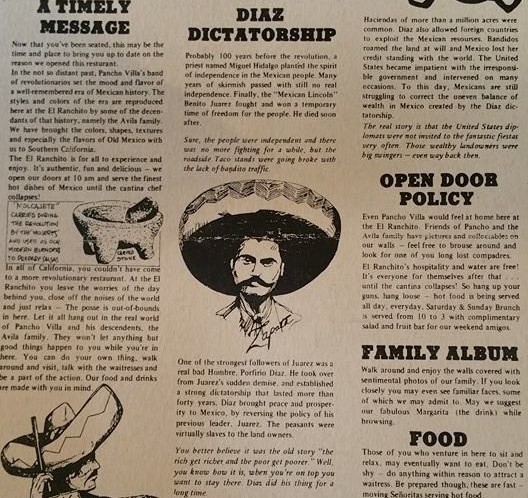 A TIMELY
MESSAGE
Now that you've been seated, this may be the
time and place to bring you up to date on the
reason we opened this resturant.
In the not so distant past, Pancho Villa's band
of revolutionaries set the mood and flavor of
a well-remembered era of Mexican history. The
styles and colors of the era are reproduced
here at the El Ranchito by some of the decen-
dants of that history, namely the Avila family.
We have brought the colors, shapes, textures
and especially the flavors of Old Mexico with
us to Southern California.
The El Ranchito is for all to experience and
enjoy. It's authentic, fun and delicious – we
open our doors at 10 am and serve the finest
hot dishes of Mexico until the cantina chef
collapses!
"MOLCAJETE"
CARRIED DURING
THE REVOLUTION
BY THE
AND USED AS OUR
MODERN BLENDER
TO PREPARE SALSAS
STONE
In all of California, you couldn't have come
to a more revolutionary restaurant. At the El
Ranchito you leave the worries of the day
behind you, close off the noises of the world
and just relax – The posse is out-of-bounds
in here. Let it all hang out in the real world
of Pancho Villa and his descendents, the
Avila family. They won't let anything but
good things happen to you while you're in
here. You can do your own thing, walk
around and visit, talk with the waitresses and
be a part of the action. Our food and drinks
are made with you in mind.
DIAZ
DICTATORSHIP
Probably 100 years before the revolution, a
priest named Miguel Hidalgo planted the spirit
of independence in the Mexican people. Many
years of skirmish passed with still no real
independence. Finally, the "Mexican Lincoln"
Benito Juarez fought and won a temporary
time of freedom for the people. He died soon
after.
Sure, the people were independent and there
was no more fighting for a while, but the
roadside Taco stands were going broke with
the lack of bandito traffic.
Zapata
One of the strongest followers of Juarez was a
real bad Hombre, Porfirio Diaz. He took over
from Juarez's sudden demise, and established
a strong dictatorship that lasted more than
forty years. Diaz brought peace and prosper-
ity to Mexico, by reversing the policy of his
previous leader, Juarez. The peasants were
virtually slaves to the land owners.
You better believe it was the old story "the
rich get richer and the poor get poorer." Well,
you know how it is, when you're on top you
want to stay there. Diaz did his thing for a
long time.
Haciendas of more than a million acres were
common. Diaz also allowed foreign countries
to exploit the Mexican resourses. Bandidos
roamed the land at will and Mexico lost her
credit standing with the world. The United
States became impatient with the irresponsi-
ble government and intervened on many
occasions. To this day, Mexicans are still
struggling to correct the uneven balance of
wealth in Mexico created by the Diaz dic-
tatorship.
The real story is that the United States dip-
lomats were not invited to the fantastic fiestas
very often. Those wealthy landowners were
big swingers – even way back then.
OPEN DOOR
POLICY
Even Pancho Villa would feel at home here at
the El Ranchito. Friends of Pancho and the
Avila family have pictures and collectables on
our walls – feel free to brouse around and
look for one of you long lost compadres.
El Ranchito's hospitality and water are free!
It's everyone for themselves after that . . .
until the cantina collapses! So hang up your
guns, hang loose – hot food is being served
all day, everyday. Saturday & Sunday Brunch
is served from 10 to 3 with complimentary
salad and fruit bar for our weekend amigos.
FAMILY ALBUM
Walk around and enjoy the walls covered with
sentimental photos of our family. If you look
closely you may even see familiar faces, some
of which we may admit to. May we suggest
our fabulous Margarita (the drink) while
browsing.
FOOD
Those of you who venture in here to sit and
relax, may eventually want to eat. Don't be
shy – do anything within reason to attract a
waitress. Be prepared though, these are fast –
moving Señoritas serving hot food.